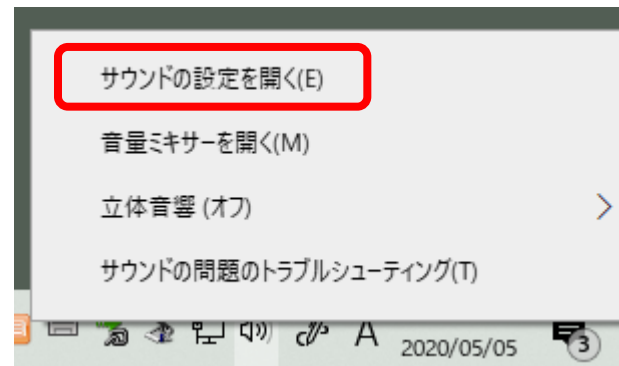 サウンドの設定を開く(E)
音量ミキサーを開く(M)
立体音響 (オフ)
サウンドの問題のトラブルシューティング(T)
A
2020/05/05
3